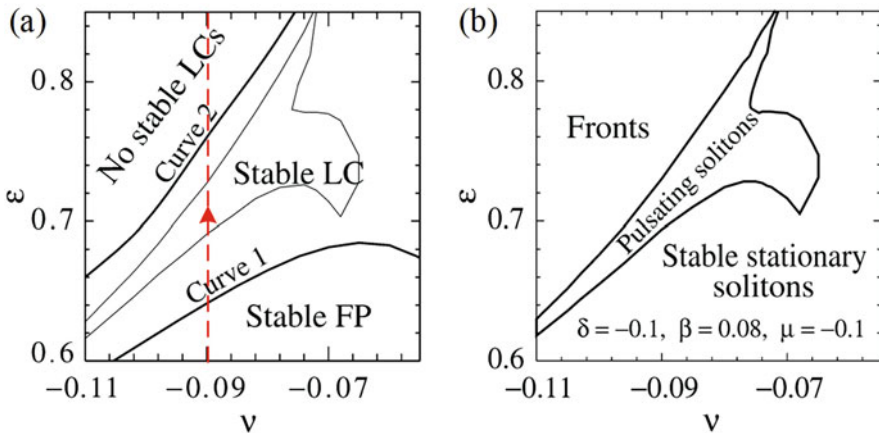 (a)
No stable LCs
Curve 2
Stable LC
Curve 1
Stable FP
ε
0.8
0.7
0.6
−0.11
−0.09
−0.07
ν
(b)
Fronts
Pulsating solitons
Stable stationary
solitons
δ=−0.1, β=0.08, μ=−0.1
ε
0.8
0.7
0.6
−0.11
−0.09
−0.07
ν